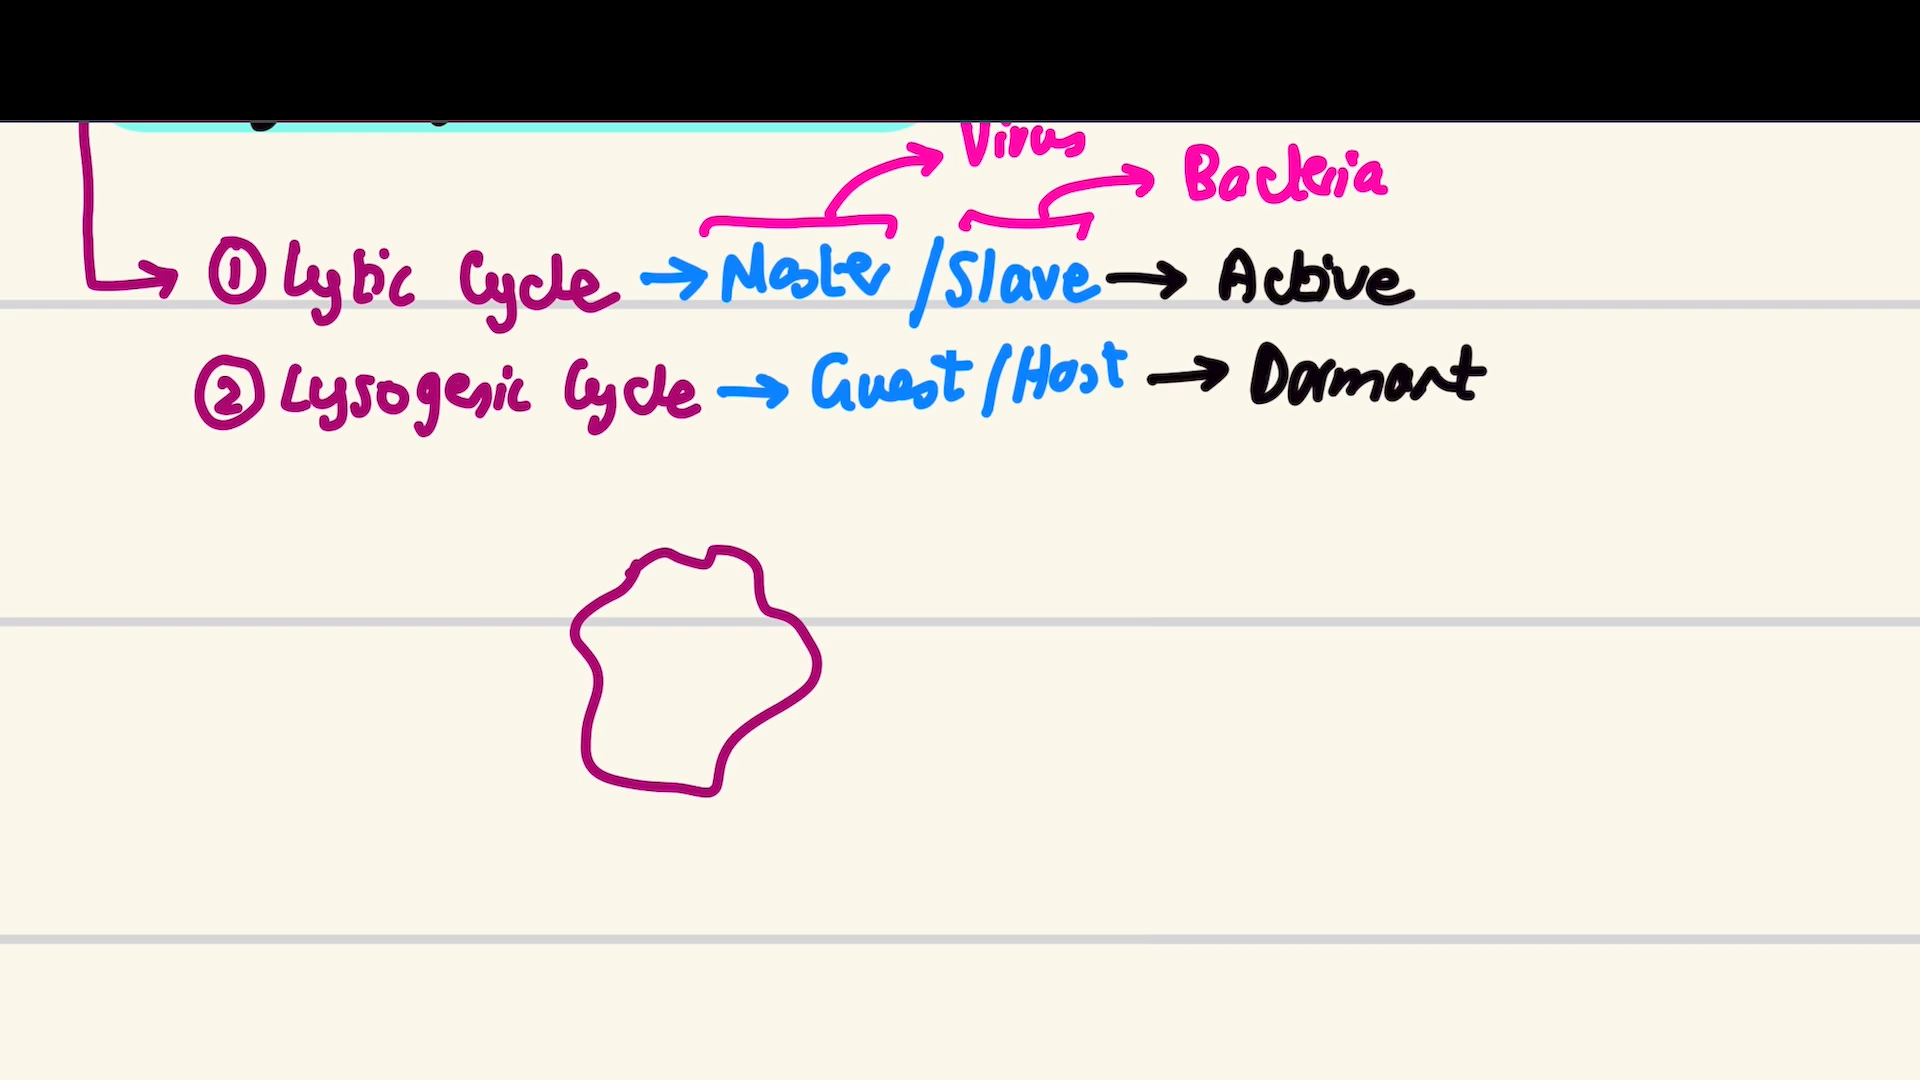 Virus
Bacteria
① Lytic Cycle → Master / Slave → Active
② Lysogenic Cycle → Guest / Host → Dormant